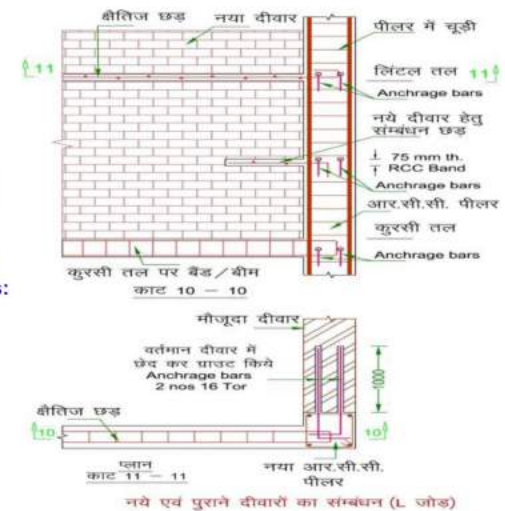 क्षैतिज छड़
नया दीवार
पीलर में चूड़ी
11
लिंटल तल
11
Anchrage bars
नये दीवार हेतु
संम्बंधन छड़
75 mm th.
RCC Band
Anchrage bars
आर.सी.सी. पीलर
कुरसी तल
Anchrage bars
कुरसी तल पर बैंड/बीम
काट 10 – 10
s:
मौजूदा दीवार
वर्तमान दीवार में
छेद कर ग्राउट किये
Anchrage bars
2 nos 16 Tor
1000
क्षैतिज छड़
10
10
प्लान
काट 11 – 11
नया आर.सी.सी.
पीलर
नये एवं पुराने दीवारों का संम्बंधन (L जोड)